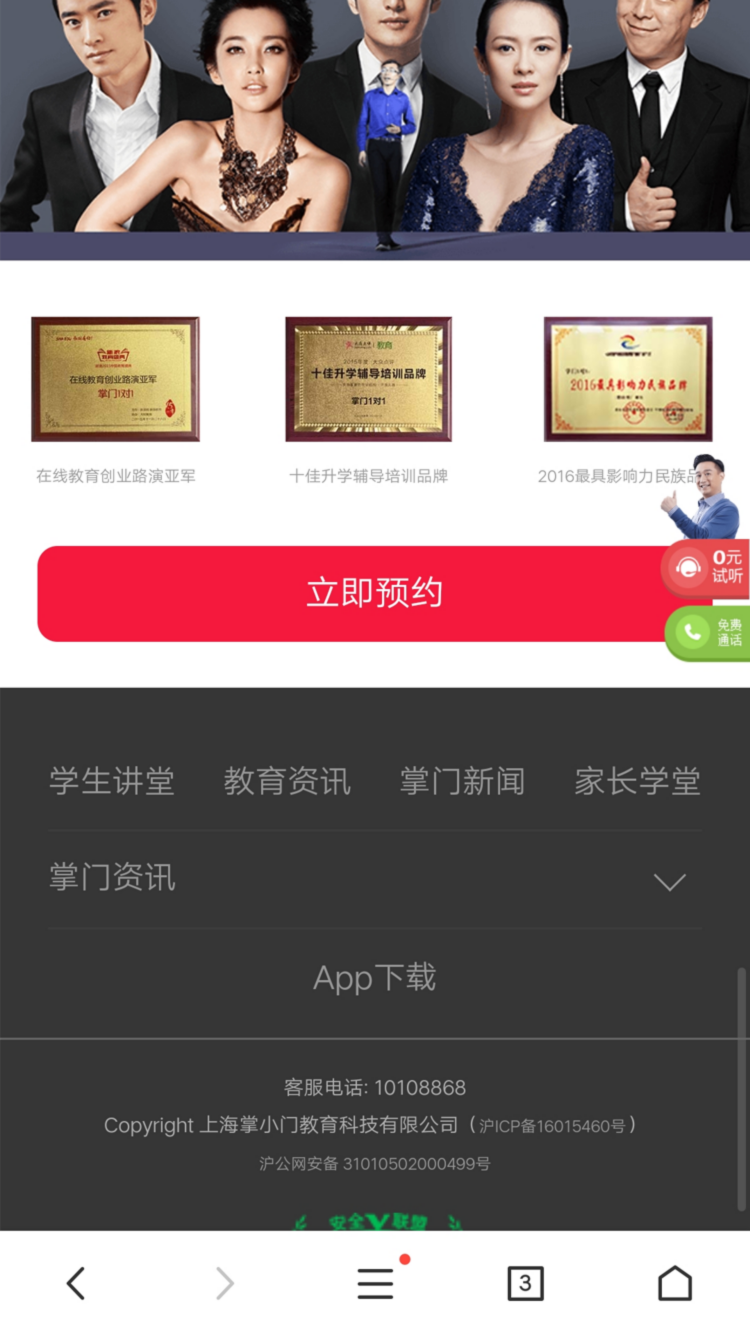 在线教育创业路演亚军
掌门1对1
教育
十佳升学辅导培训品牌
掌门1对1
2016最具影响力民族品牌
在线教育创业路演亚军
十佳升学辅导培训品牌
2016最具影响力民族品
0元
试听
立即预约
免费
通话
学生讲堂 教育资讯 掌门新闻 家长学堂
掌门资讯
App下载
客服电话: 10108868
Copyright 上海掌小门教育科技有限公司（沪ICP备16015460号）
沪公网安备 31010502000499号
安全联盟
3